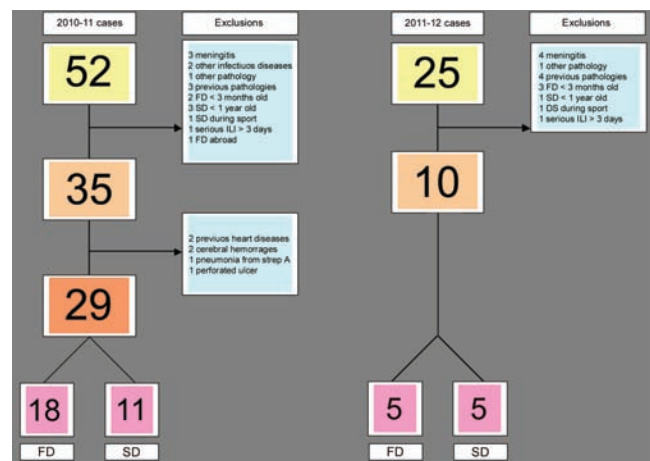 2010-11 cases
Exclusions
52
3 meningitis
2 other infectiuos diseases
1 other pathology
3 previous pathologies
2 FD < 3 months old
3 SD < 1 year old
1 SD during sport
1 serious ILI > 3 days
1 FD abroad
35
2 previuos heart diseases
2 cerebral hemorrages
1 pneumonia from strep A
1 perforated ulcer
29
18
11
FD
SD
2011-12 cases
Exclusions
25
4 meningitis
1 other pathology
4 previous pathologies
3 FD < 3 months old
1 SD < 1 year old
1 DS during sport
1 serious ILI > 3 days
10
5
5
FD
SD